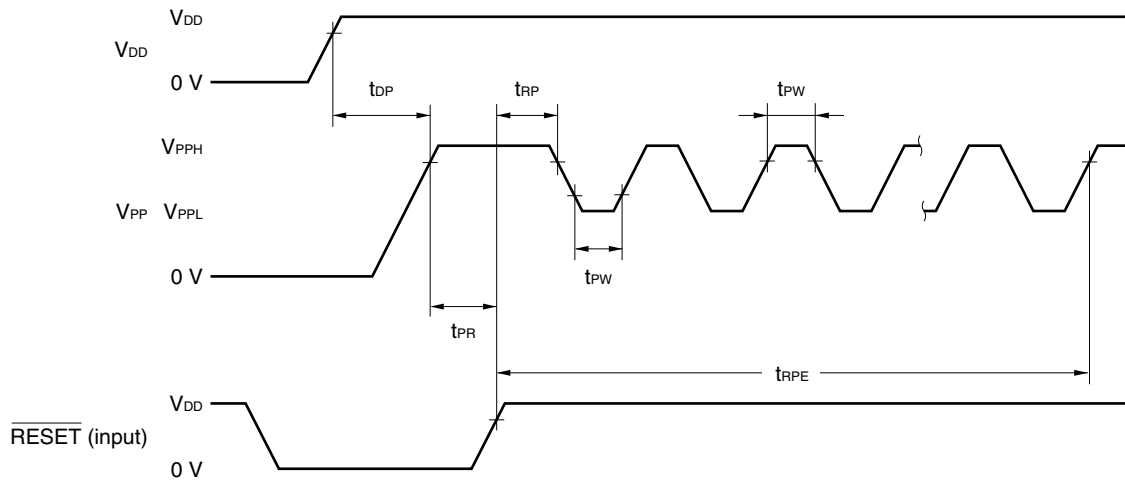 VDD
VDD
0 V
tDP
tRP
tPW
VPPH
VPP VPPL
tPW
0 V
tPR
tRPE
VDD
RESET (input)
0 V